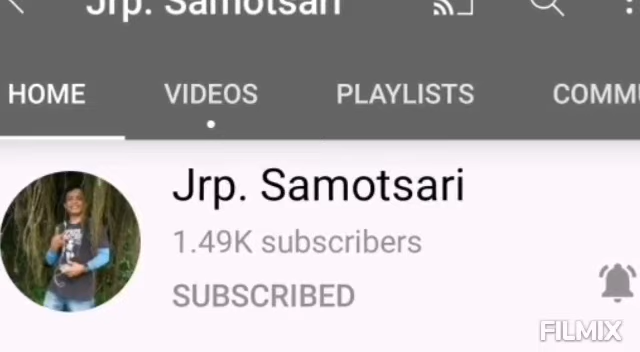 Jrp. Samotsari
HOME VIDEOS PLAYLISTS COMMU
Jrp. Samotsari
1.49K subscribers
SUBSCRIBED
FILMIX